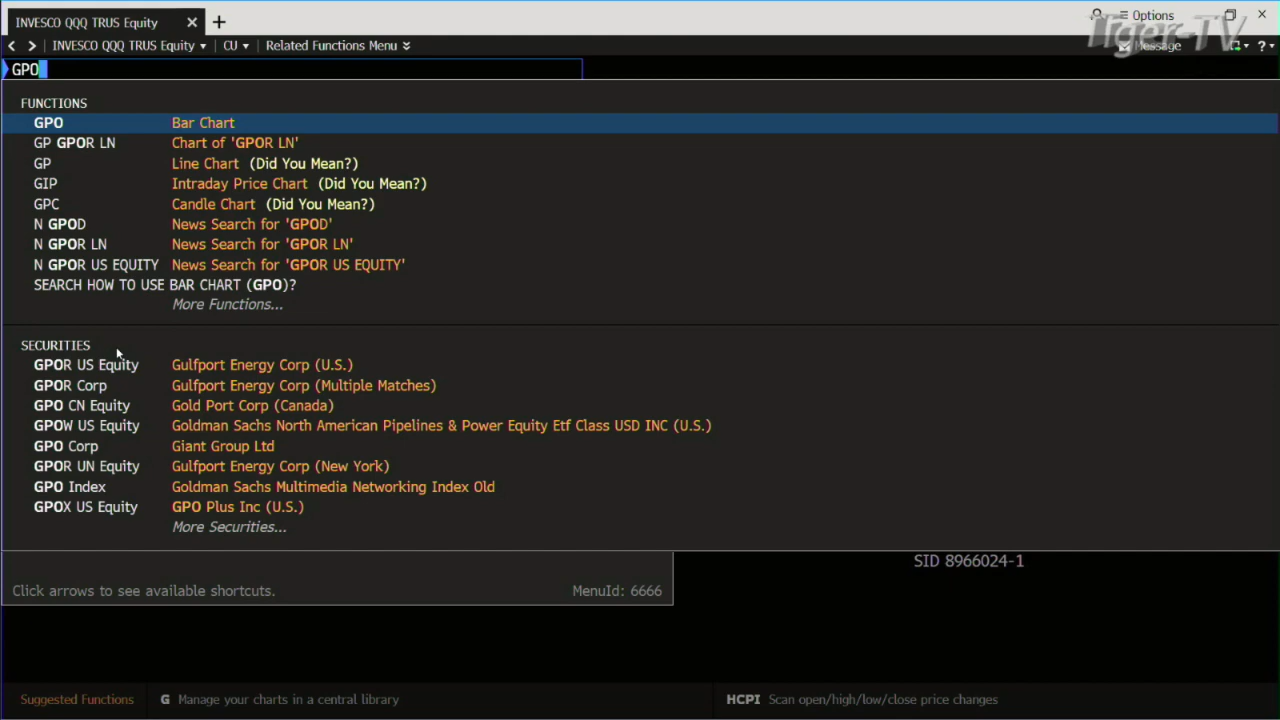 INVESCO QQQ TRUS Equity
Options
Tiger-TV
INVESCO QQQ TRUS Equity CU Related Functions Menu Message ?
GPO
FUNCTIONS
GPO Bar Chart
GP GPOR LN Chart of 'GPOR LN'
GP Line Chart (Did You Mean?)
GIP Intraday Price Chart (Did You Mean?)
GPC Candle Chart (Did You Mean?)
N GPOD News Search for 'GPOD'
N GPOR LN News Search for 'GPOR LN'
N GPOR US EQUITY News Search for 'GPOR US EQUITY'
SEARCH HOW TO USE BAR CHART (GPO)?
More Functions...
SECURITIES
GPOR US Equity Gulfport Energy Corp (U.S.)
GPOR Corp Gulfport Energy Corp (Multiple Matches)
GPO CN Equity Gold Port Corp (Canada)
GPOW US Equity Goldman Sachs North American Pipelines & Power Equity Etf Class USD INC (U.S.)
GPO Corp Giant Group Ltd
GPOR UN Equity Gulfport Energy Corp (New York)
GPO Index Goldman Sachs Multimedia Networking Index Old
GPOX US Equity GPO Plus Inc (U.S.)
More Securities...
SID 8966024-1
Click arrows to see available shortcuts. MenuId: 6666
Suggested Functions G Manage your charts in a central library HCPI Scan open/high/low/close price changes